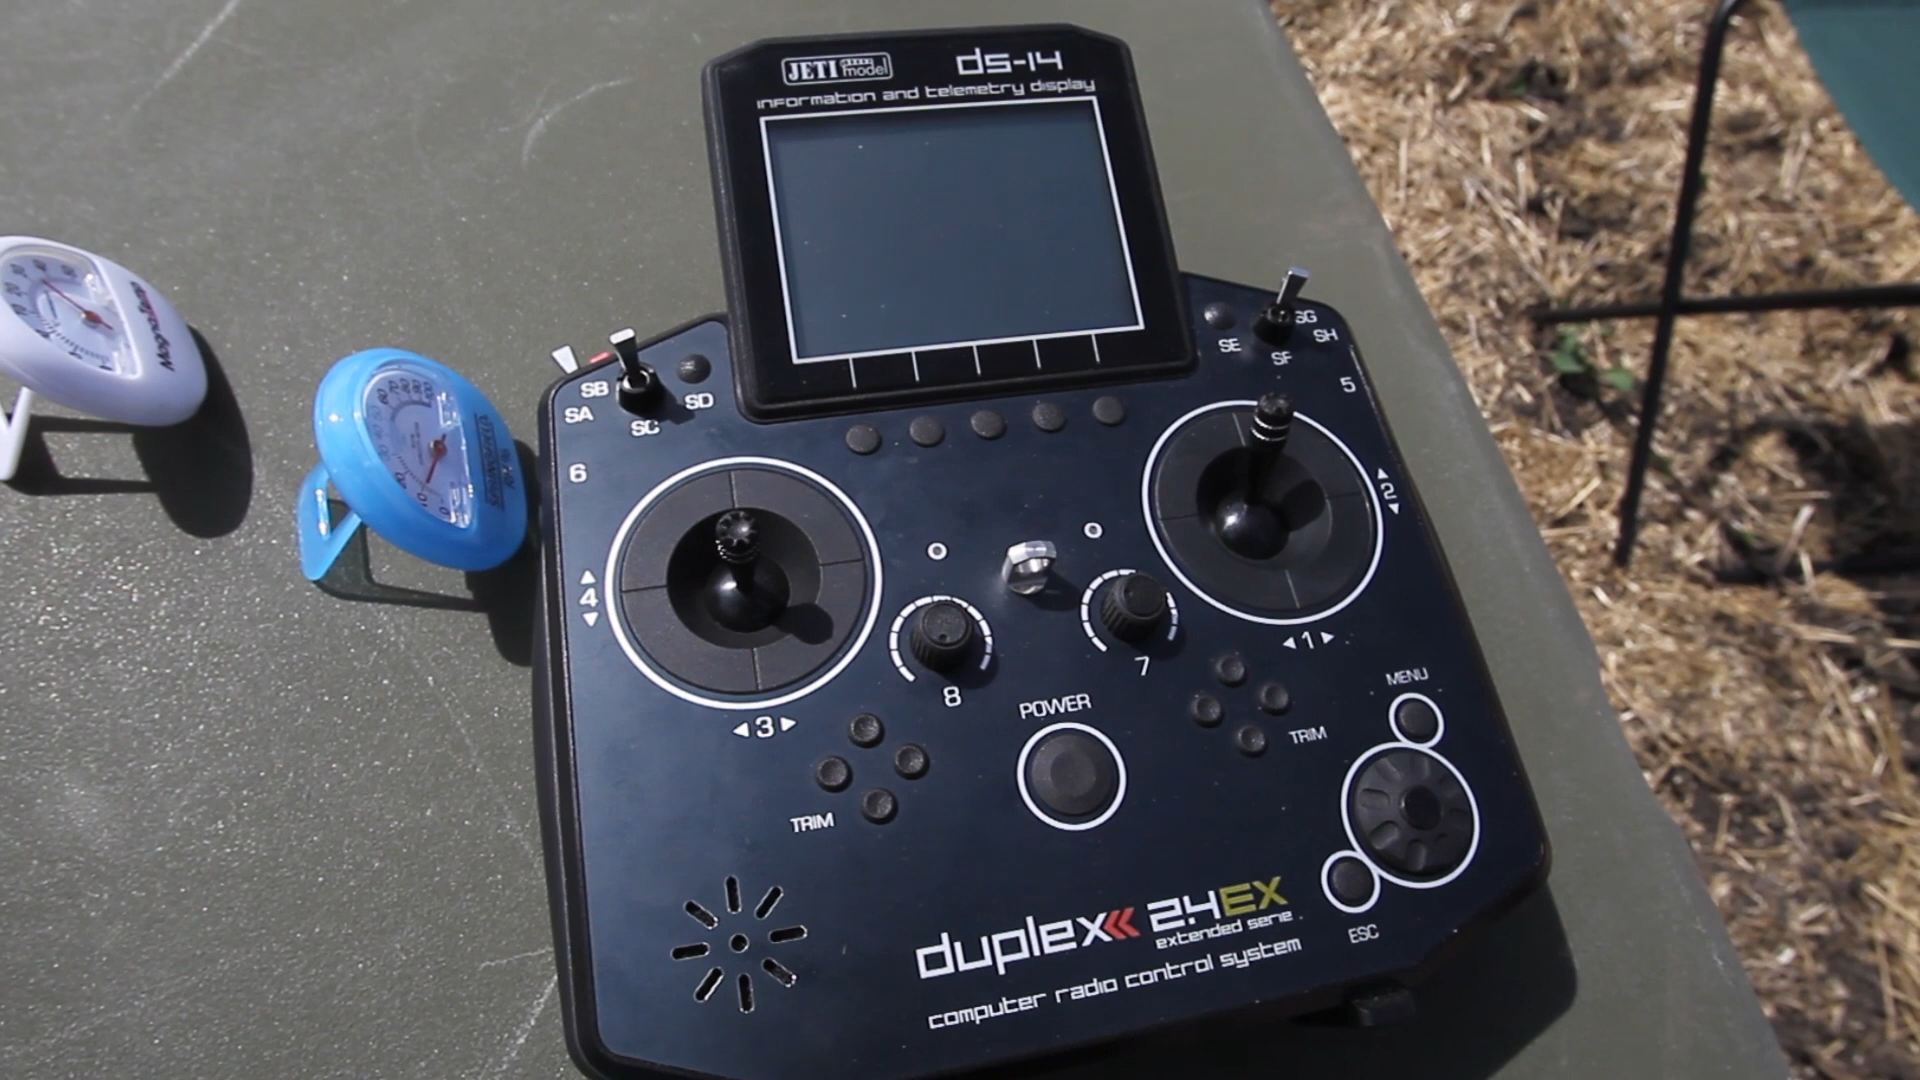 JETI model
ds-14
information and telemetry display
SB
SA
SC
SD
SE
SF
SG
SH
5
6
4
3
2
1
8
7
POWER
TRIM
TRIM
MENU
ESC
duplex 2.4EX
extended serie
computer radio control system